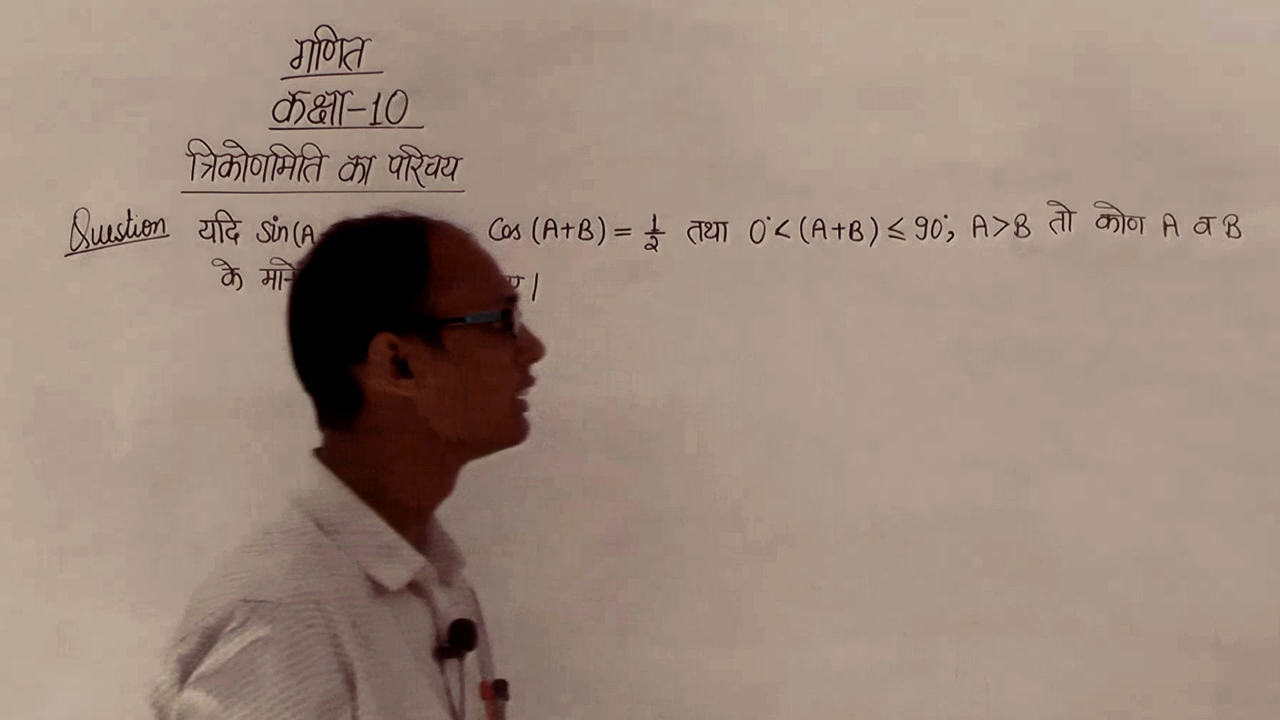 गणित
कक्षा-10
त्रिकोणमिति का परिचय
Question यदि Sin(A- Cos (A+B) = 1/2 तथा 0°<(A+B) ≤ 90°; A>B तो कोण A व B
के ।